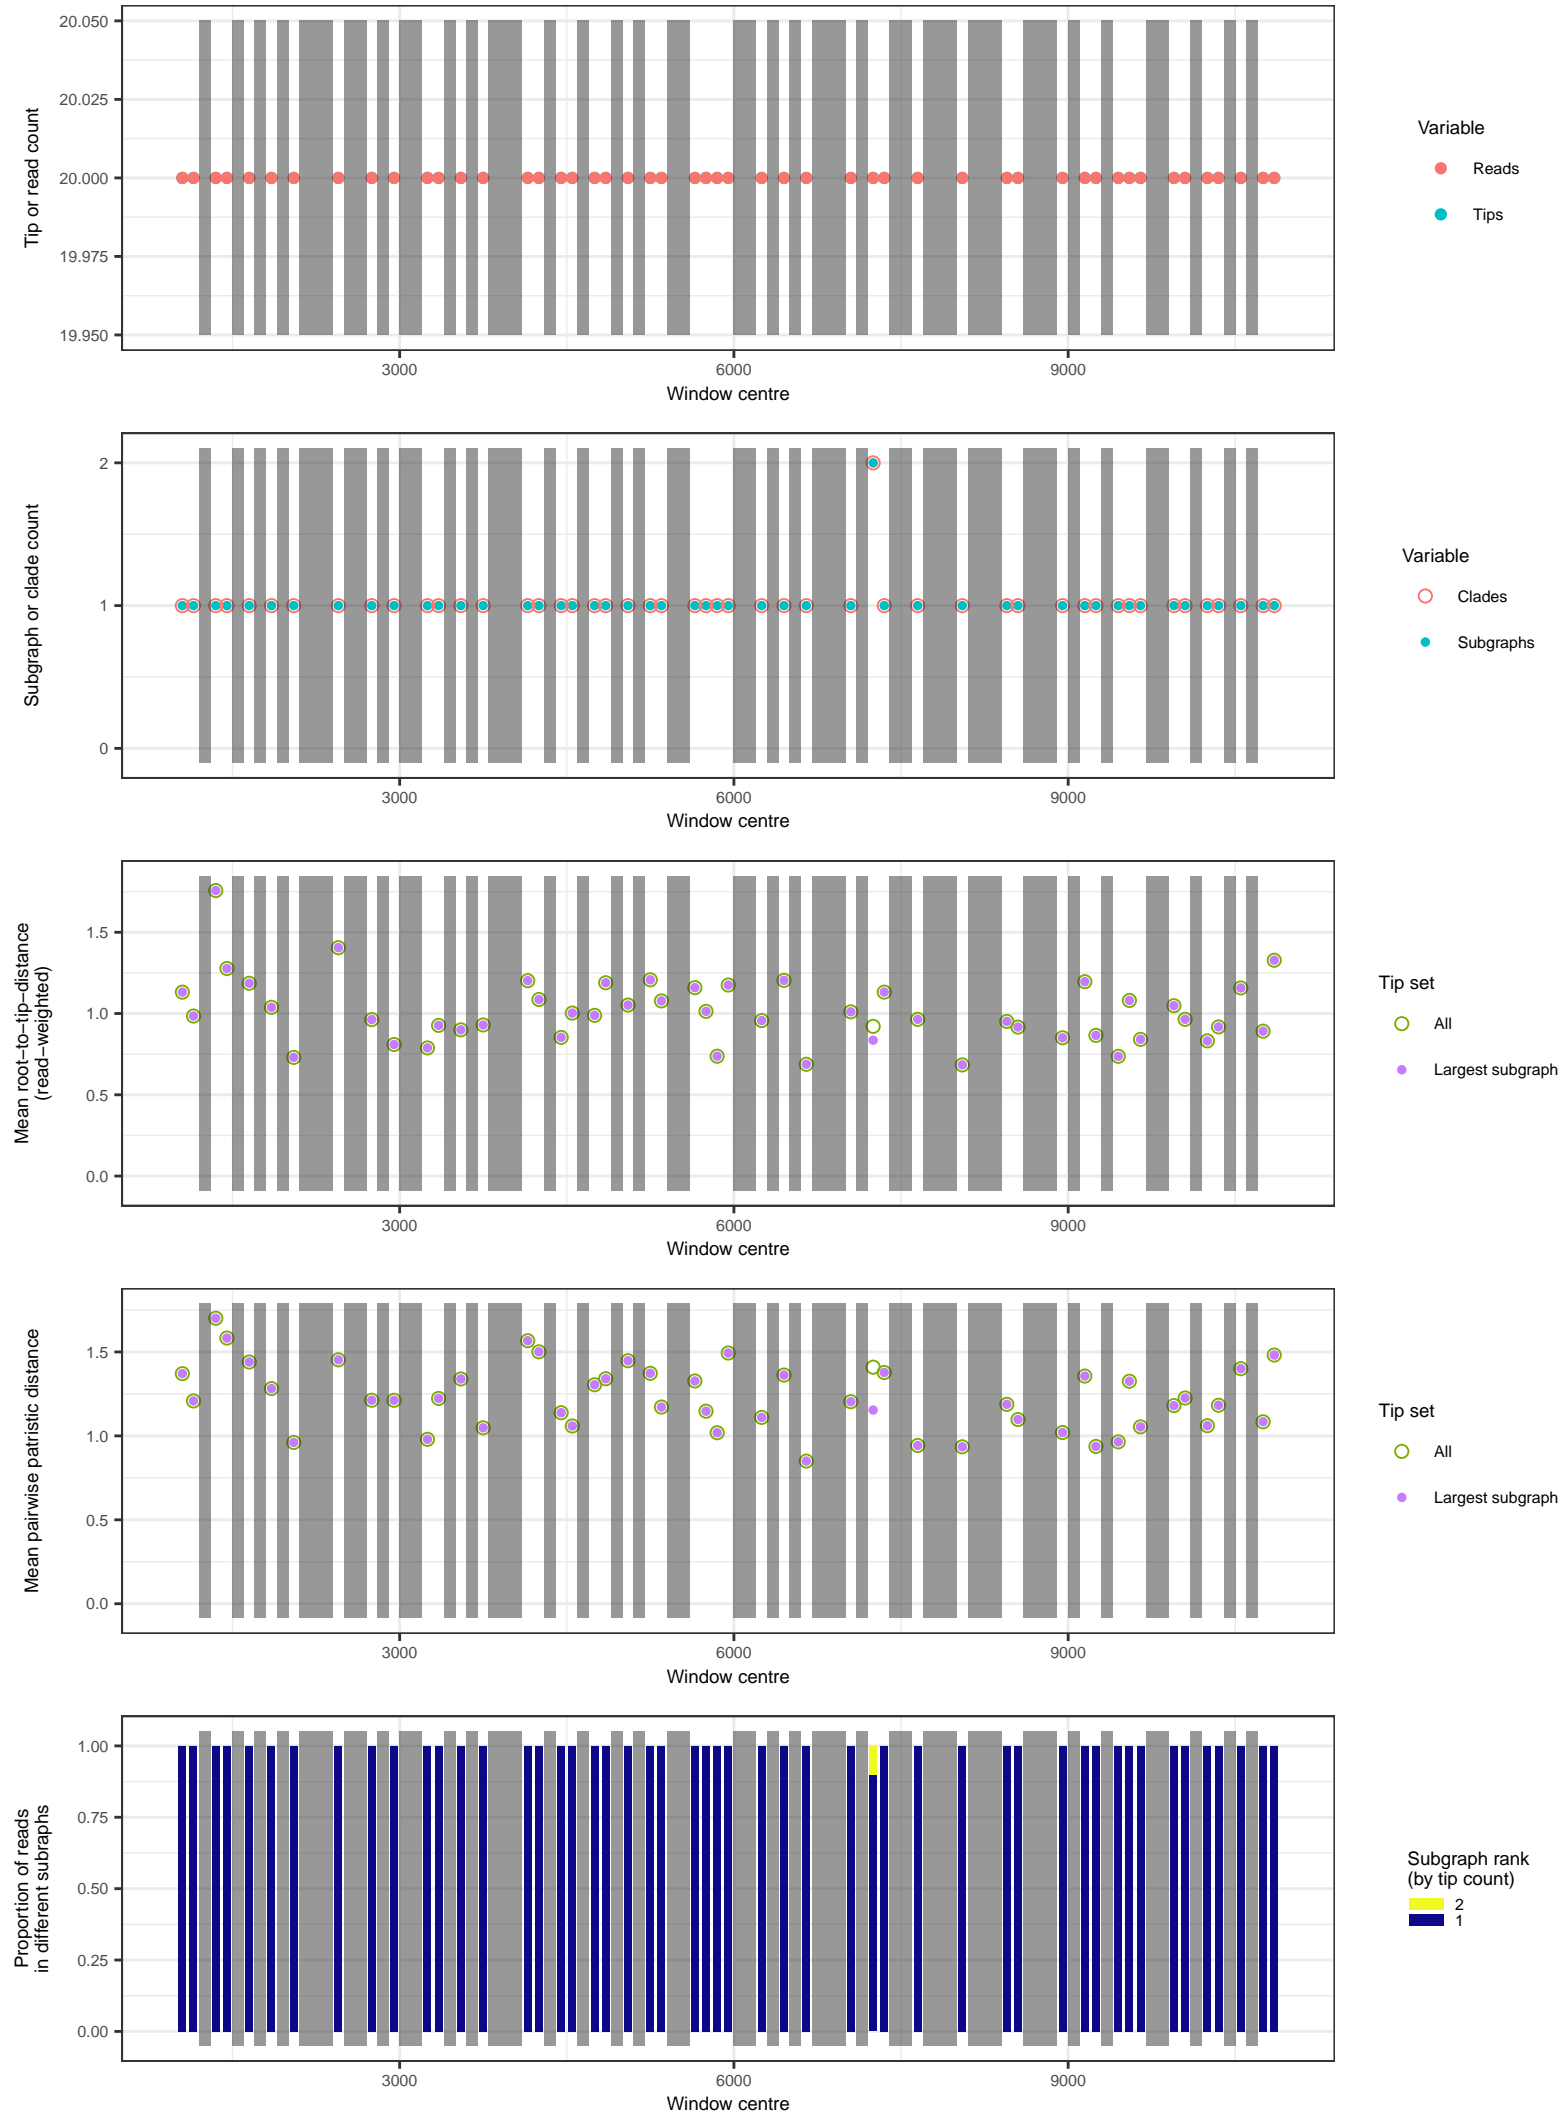 20.050
20.025
20.000
19.975
19.950
Tip or read count
3000
6000
9000
Window centre
Variable
Reads
Tips
2
1
0
Subgraph or clade count
3000
6000
9000
Window centre
Variable
Clades
Subgraphs
1.5
1.0
0.5
0.0
Mean root−to−tip−distance
(read−weighted)
3000
6000
9000
Window centre
Tip set
All
Largest subgraph
1.5
1.0
0.5
0.0
Mean pairwise patristic distance
3000
6000
9000
Window centre
Tip set
All
Largest subgraph
1.00
0.75
0.50
0.25
0.00
Proportion of reads
in different subraphs
3000
6000
9000
Window centre
Subgraph rank
(by tip count)
2
1